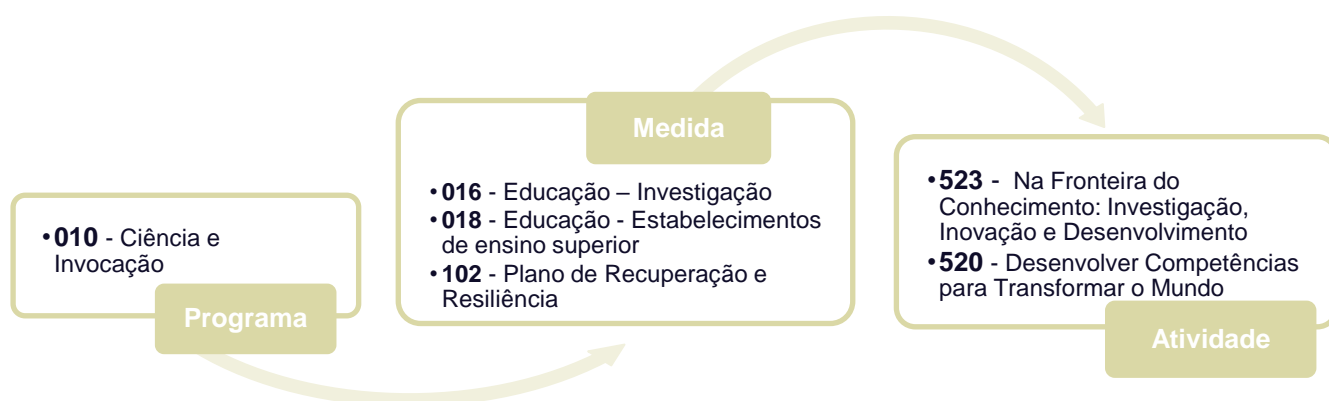 •010 - Ciência e
Invocação
Programa
Medida
•016 - Educação – Investigação
•018 - Educação - Estabelecimentos
de ensino superior
•102 - Plano de Recuperação e
Resiliência
•523 - Na Fronteira do
Conhecimento: Investigação,
Inovação e Desenvolvimento
•520 - Desenvolver Competências
para Transformar o Mundo
Atividade